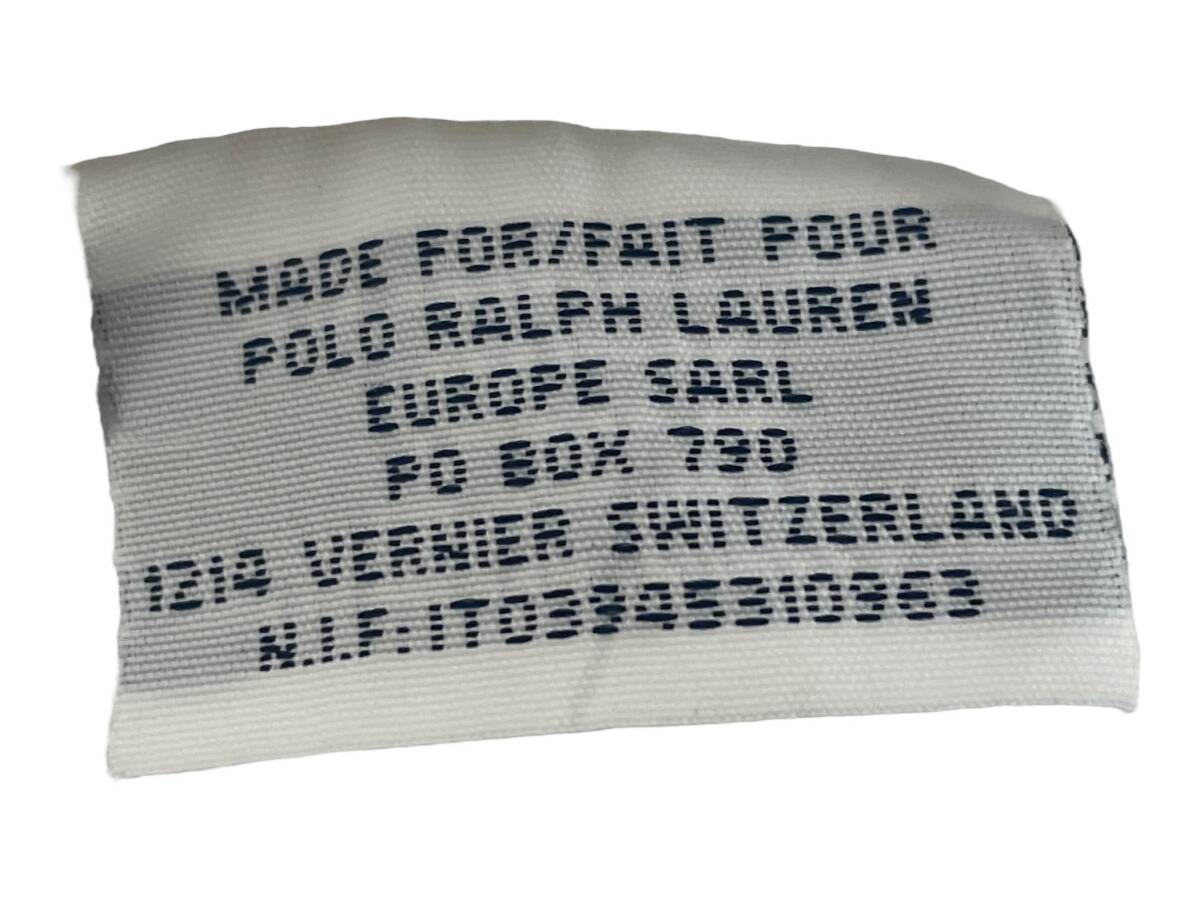 MADE FOR/FAIT POUR
POLO RALPH LAUREN
EUROPE SARL
PO BOX 790
1214 VERNIER SWITZERLAND
N.I.F:IT03945310963